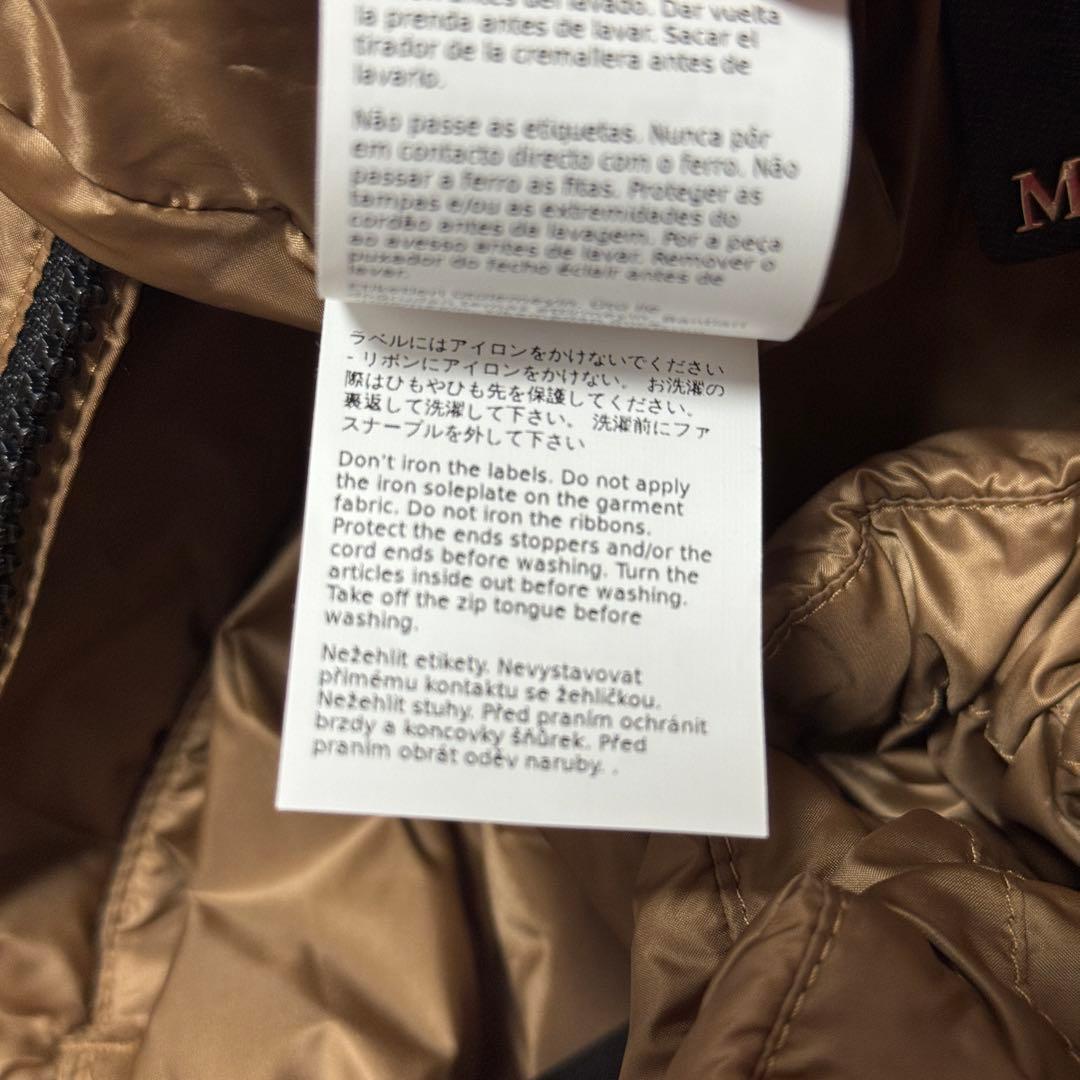 antes del lavado. Dar vuelta
la prenda antes de lavar. Sacar el
tirador de la cremallera antes de
lavarlo.
Não passe as etiquetas. Nunca pôr
em contacto directo com o ferro. Não
passar a ferro as fitas. Proteger as
tampas e/ou as extremidades do
cordão antes da lavagem. Por a peça
ao avesso antes de lavar. Remover o
puxador do fecho éclair antes de
lavar.
ラベルにはアイロンをかけないでください
- リボンにアイロンをかけない。 お洗濯の
際はひもやひも先を保護してください。
裏返して洗濯して下さい。 洗濯前にファ
スナープルを外して下さい
Don't iron the labels. Do not apply
the iron soleplate on the garment
fabric. Do not iron the ribbons.
Protect the ends stoppers and/or the
cord ends before washing. Turn the
articles inside out before washing.
Take off the zip tongue before
washing.
Nežehlit etikety. Nevystavovat
přímému kontaktu se žehličkou.
Nežehlit stuhy. Před praním ochránit
brzdy a koncovky šňůrek. Před
praním obrát oděv naruby. .
M